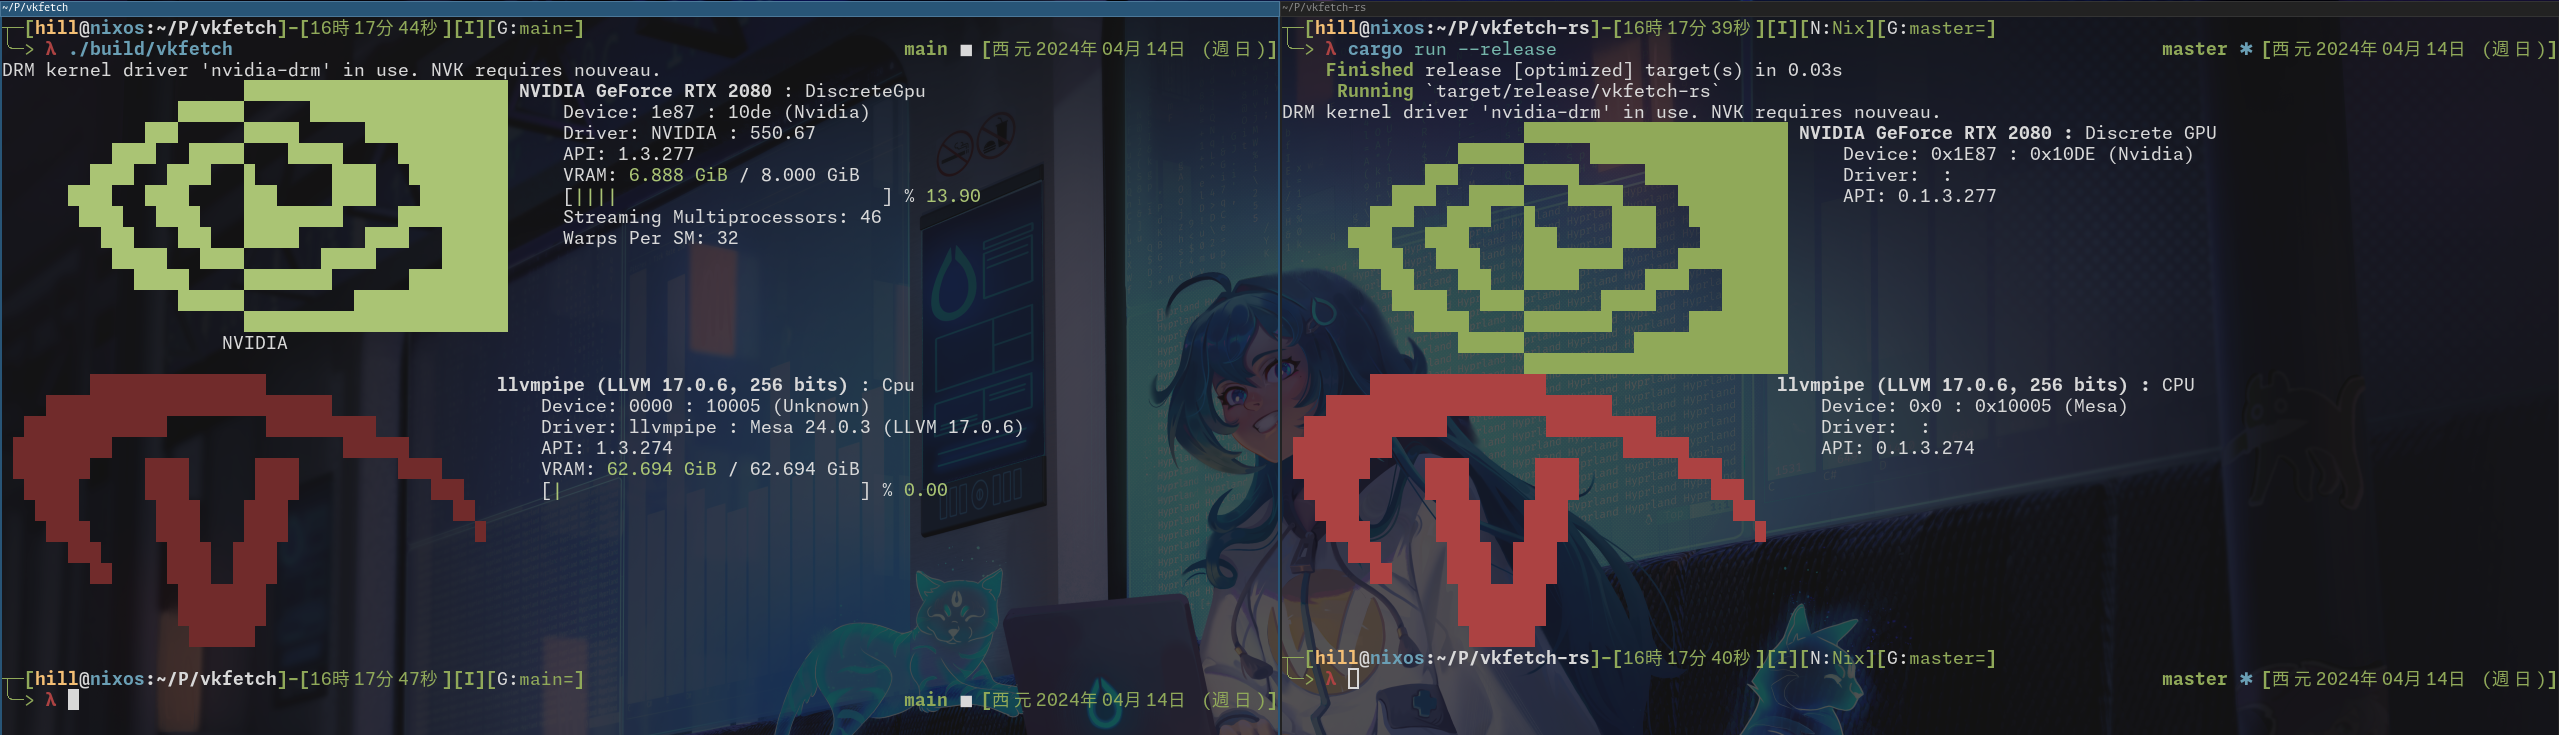 ~/P/vkfetch
[hill@nixos:~/P/vkfetch]-[16時17分44秒][I][G:main=]
> λ ./build/vkfetch main ■ [西元2024年04月14日 (週日)]
DRM kernel driver 'nvidia-drm' in use. NVK requires nouveau.
NVIDIA GeForce RTX 2080 : DiscreteGpu
Device: 1e87 : 10de (Nvidia)
Driver: NVIDIA : 550.67
API: 1.3.277
VRAM: 6.888 GiB / 8.000 GiB
[|||| ] % 13.90
Streaming Multiprocessors: 46
Warps Per SM: 32
NVIDIA
llvmpipe (LLVM 17.0.6, 256 bits) : Cpu
Device: 0000 : 10005 (Unknown)
Driver: llvmpipe : Mesa 24.0.3 (LLVM 17.0.6)
API: 1.3.274
VRAM: 62.694 GiB / 62.694 GiB
[| ] % 0.00
[hill@nixos:~/P/vkfetch]-[16時17分47秒][I][G:main=]
> λ main ■ [西元2024年04月14日 (週日)]
~/P/vkfetch-rs
[hill@nixos:~/P/vkfetch-rs]-[16時17分39秒][I][N:Nix][G:master=]
> λ cargo run --release master ✱ [西元2024年04月14日 (週日)]
Finished release [optimized] target(s) in 0.03s
Running `target/release/vkfetch-rs`
DRM kernel driver 'nvidia-drm' in use. NVK requires nouveau.
NVIDIA GeForce RTX 2080 : Discrete GPU
Device: 0x1E87 : 0x10DE (Nvidia)
Driver:  :
API: 0.1.3.277
llvmpipe (LLVM 17.0.6, 256 bits) : CPU
Device: 0x0 : 0x10005 (Mesa)
Driver:  :
API: 0.1.3.274
[hill@nixos:~/P/vkfetch-rs]-[16時17分40秒][I][N:Nix][G:master=]
> λ master ✱ [西元2024年04月14日 (週日)]